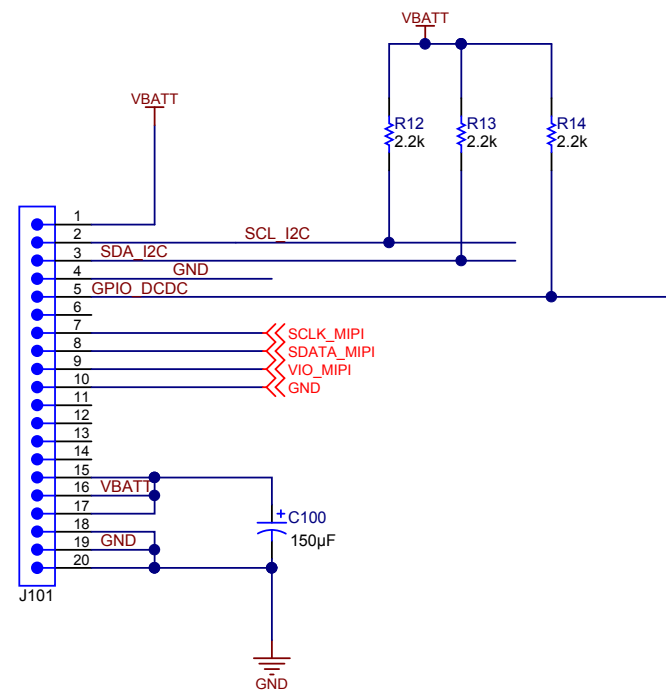 VBATT
R12
2.2k
R13
2.2k
R14
2.2k
VBATT
1
2 SCL_I2C
3 SDA_I2C
4 GND
5 GPIO_DCDC
6
7 SCLK_MIPI
8 SDATA_MIPI
9 VIO_MIPI
10 GND
11
12
13
14
15
16 VBATT
17
18
19 GND
20
+ C100
150µF
J101
GND